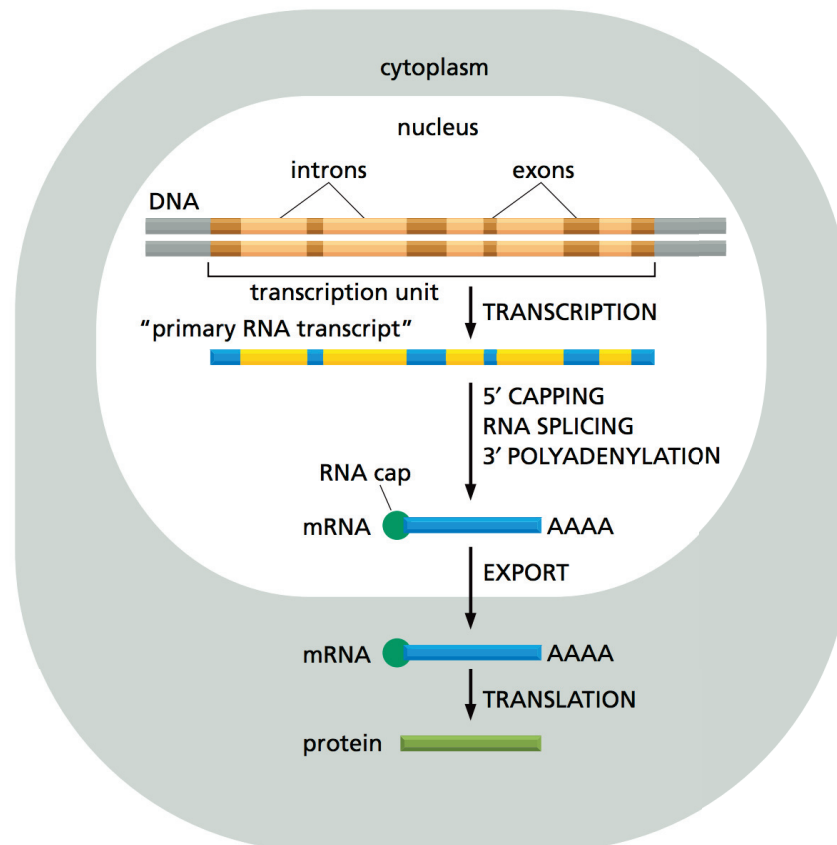 cytoplasm
nucleus
introns exons
DNA
transcription unit
TRANSCRIPTION
“primary RNA transcript”
5′ CAPPING
RNA SPLICING
3′ POLYADENYLATION
RNA cap
mRNA AAAA
EXPORT
mRNA AAAA
TRANSLATION
protein